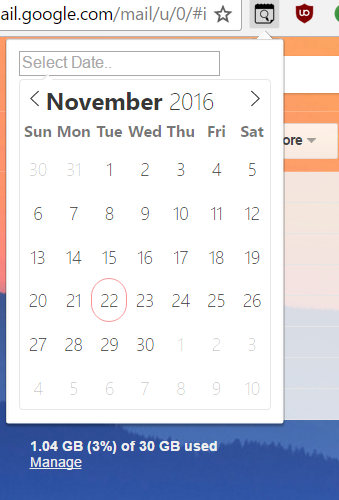 ail.google.com/mail/u/0/#i
Select Date..
November 2016
Sun Mon Tue Wed Thu Fri Sat
30 31 1 2 3 4 5
6 7 8 9 10 11 12
13 14 15 16 17 18 19
20 21 22 23 24 25 26
27 28 29 30 1 2 3
4 5 6 7 8 9 10
ore
1.04 GB (3%) of 30 GB used
Manage